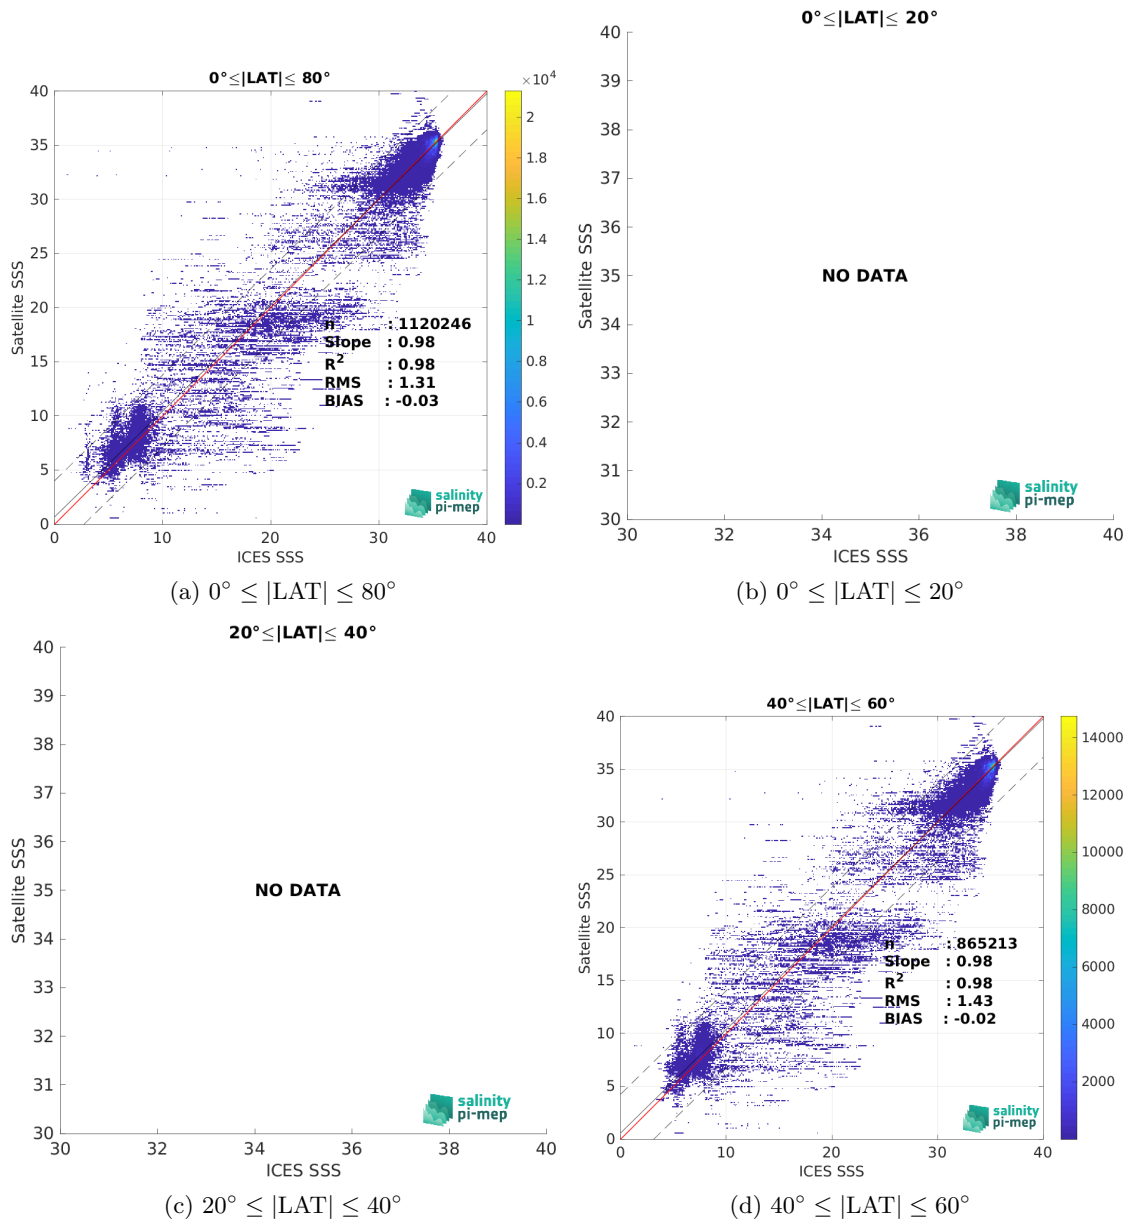 0°≤|LAT|≤ 80°
×10⁴
Satellite SSS
40
35
30
25
20
15
10
5
0
2
1.8
1.6
1.4
1.2
1
0.8
0.6
0.4
0.2
n : 1120246
Slope : 0.98
R² : 0.98
RMS : 1.31
BIAS : -0.03
salinity
pi-mep
0 10 20 30 40
ICES SSS
(a) 0° ≤ |LAT| ≤ 80°
0°≤|LAT|≤ 20°
Satellite SSS
40
39
38
37
36
35
34
33
32
31
30
NO DATA
salinity
pi-mep
30 32 34 36 38 40
ICES SSS
(b) 0° ≤ |LAT| ≤ 20°
20°≤|LAT|≤ 40°
Satellite SSS
40
39
38
37
36
35
34
33
32
31
30
NO DATA
salinity
pi-mep
30 32 34 36 38 40
ICES SSS
(c) 20° ≤ |LAT| ≤ 40°
40°≤|LAT|≤ 60°
Satellite SSS
40
35
30
25
20
15
10
5
0
14000
12000
10000
8000
6000
4000
2000
n : 865213
Slope : 0.98
R² : 0.98
RMS : 1.43
BIAS : -0.02
salinity
pi-mep
0 10 20 30 40
ICES SSS
(d) 40° ≤ |LAT| ≤ 60°